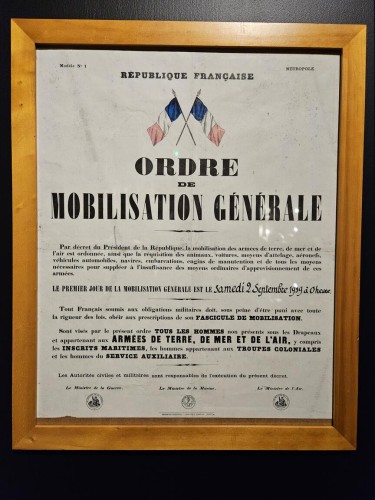 Modèle N° 1
MÉTROPOLE
RÉPUBLIQUE FRANÇAISE
ORDRE
DE
MOBILISATION GÉNÉRALE
Par décret du Président de la République, la mobilisation des armées de terre, de mer et de
l'air est ordonnée, ainsi que la réquisition des animaux, voitures, moyens d'attelage, aéronefs,
véhicules automobiles, navires, embarcations, engins de manutention et de tous les moyens
nécessaires pour suppléer à l'insuffisance des moyens ordinaires d'approvisionnement de ces
armées.
LE PREMIER JOUR DE LA MOBILISATION GÉNÉRALE EST LE Samedi 2 Septembre 1939 à 0 heure
Tout Français soumis aux obligations militaires doit, sous peine d'être puni avec toute
la rigueur des lois, obéir aux prescriptions de son FASCICULE DE MOBILISATION.
Sont visés par le présent ordre TOUS LES HOMMES non présents sous les Drapeaux
et appartenant aux ARMÉES DE TERRE, DE MER ET DE L'AIR, y compris
les INSCRITS MARITIMES, les hommes appartenant aux TROUPES COLONIALES
et les hommes du SERVICE AUXILIAIRE.
Les Autorités civiles et militaires sont responsables de l'exécution du présent décret.
Le Ministre de la Guerre, Le Ministre de la Marine, Le Ministre de l'Air,